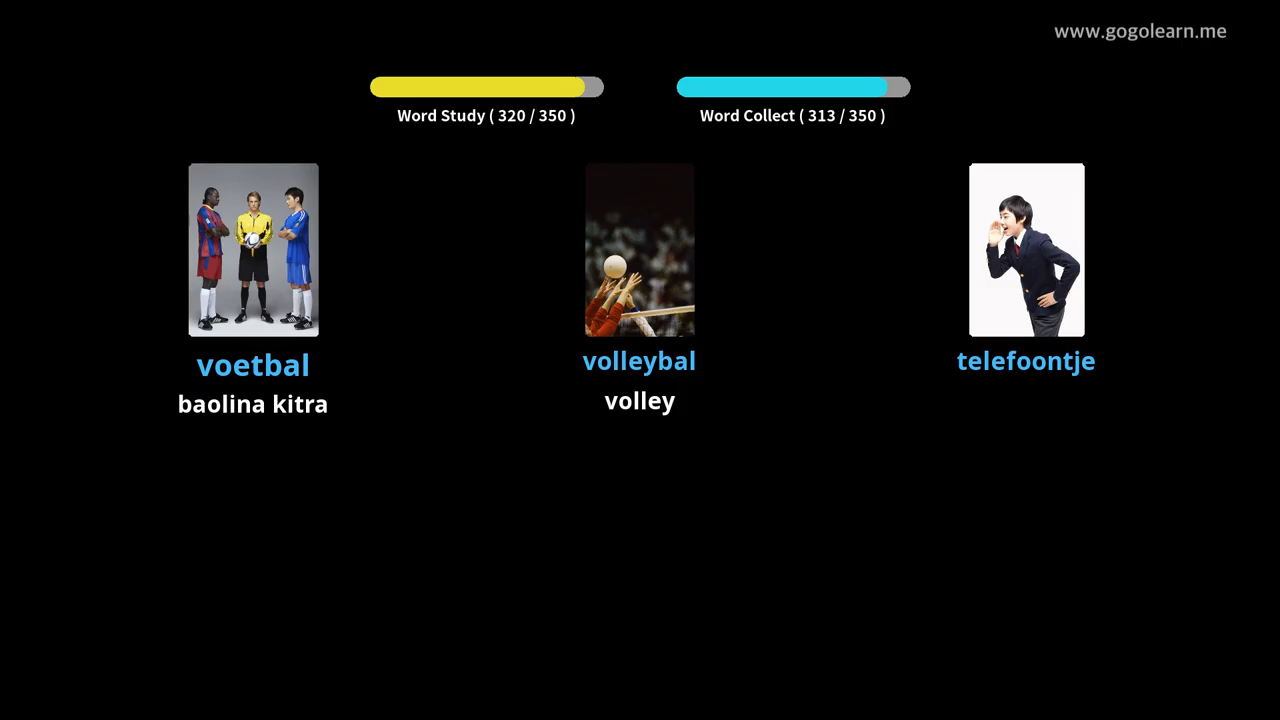 www.gogolearn.me
Word Study ( 320 / 350 )
Word Collect ( 313 / 350 )
voetbal
volleybal
telefoontje
baolina kitra
volley